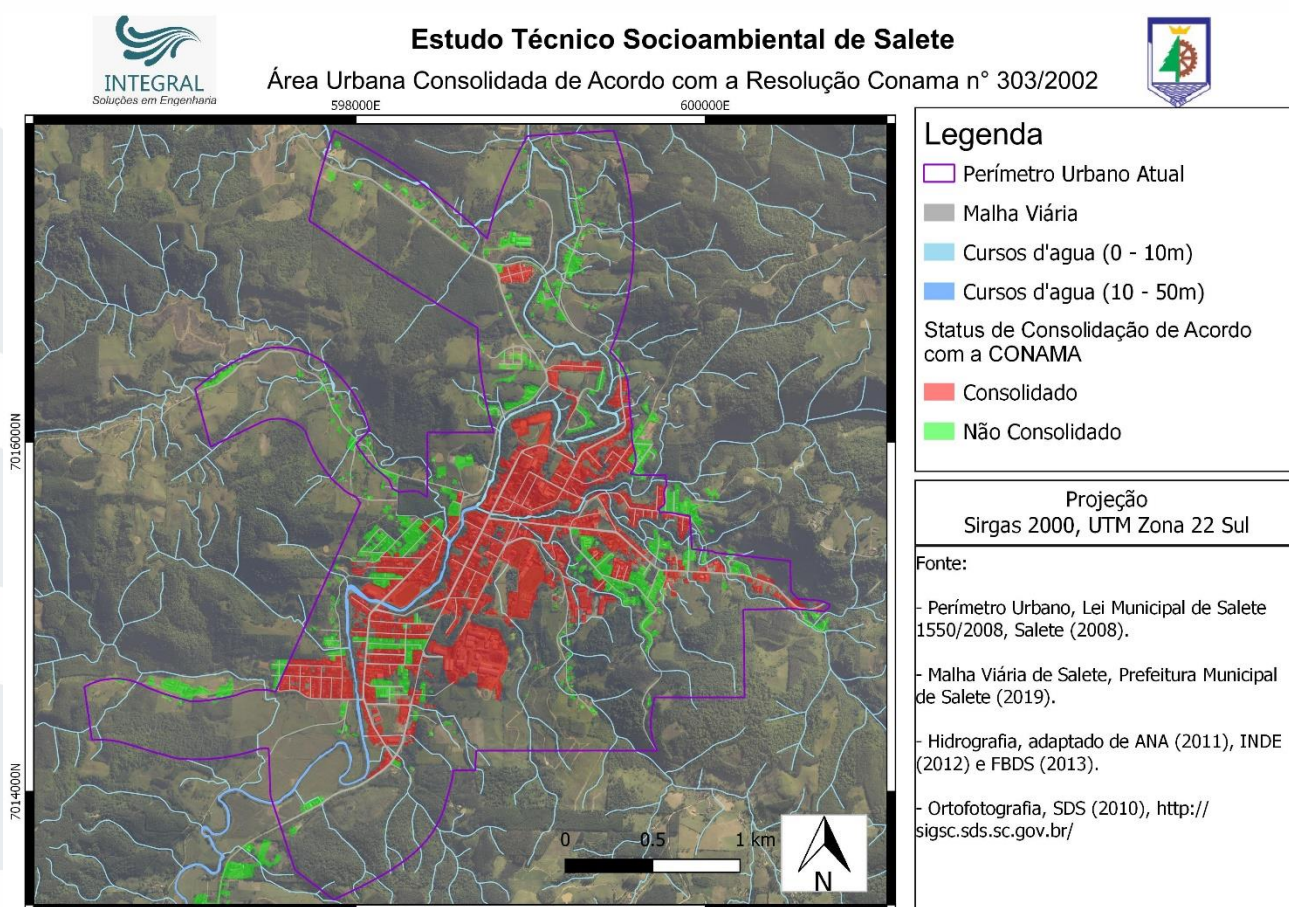 INTEGRAL
Soluções em Engenharia
Estudo Técnico Socioambiental de Salete
Área Urbana Consolidada de Acordo com a Resolução Conama n° 303/2002
598000E
600000E
7016000N
7014000N
0 0.5 1 km
N
Legenda
Perímetro Urbano Atual
Malha Viária
Cursos d'agua (0 - 10m)
Cursos d'agua (10 - 50m)
Status de Consolidação de Acordo
com a CONAMA
Consolidado
Não Consolidado
Projeção
Sirgas 2000, UTM Zona 22 Sul
Fonte:
- Perímetro Urbano, Lei Municipal de Salete
1550/2008, Salete (2008).
- Malha Viária de Salete, Prefeitura Municipal
de Salete (2019).
- Hidrografia, adaptado de ANA (2011), INDE
(2012) e FBDS (2013).
- Ortofotografia, SDS (2010), http://
sigsc.sds.sc.gov.br/